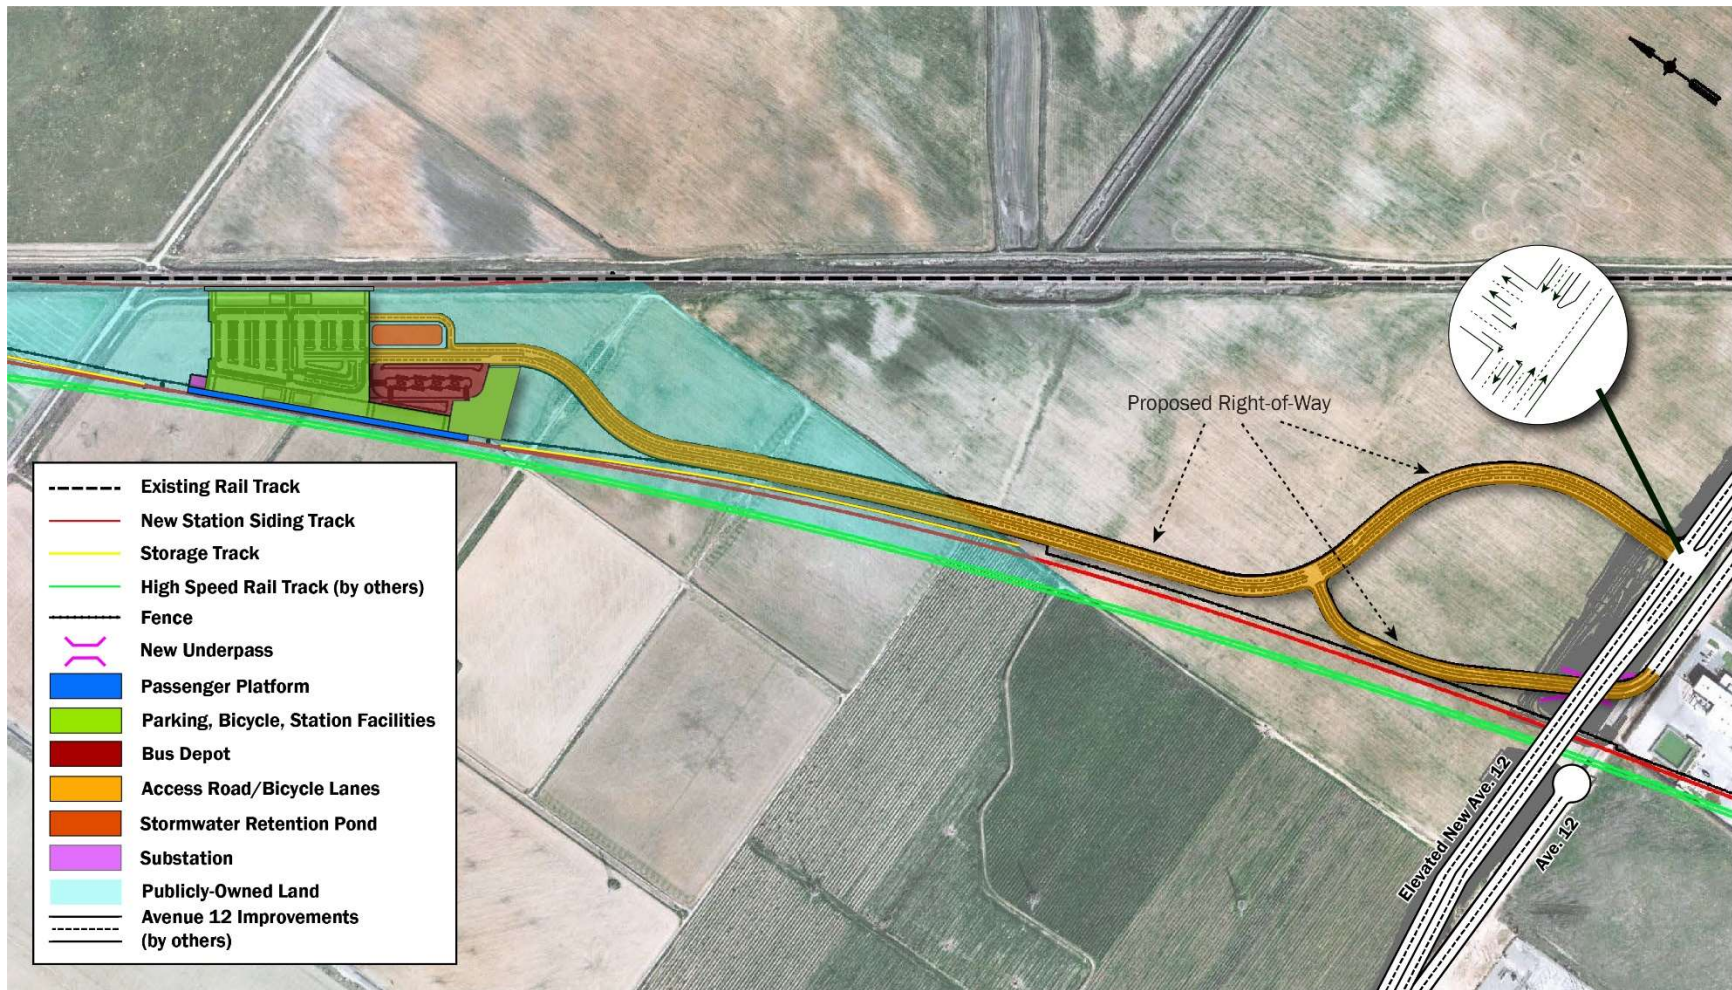 Proposed Right-of-Way
Existing Rail Track
New Station Siding Track
Storage Track
High Speed Rail Track (by others)
Fence
New Underpass
Passenger Platform
Parking, Bicycle, Station Facilities
Bus Depot
Access Road/Bicycle Lanes
Stormwater Retention Pond
Substation
Publicly-Owned Land
Avenue 12 Improvements
(by others)
Elevated New Ave. 12
Ave. 12